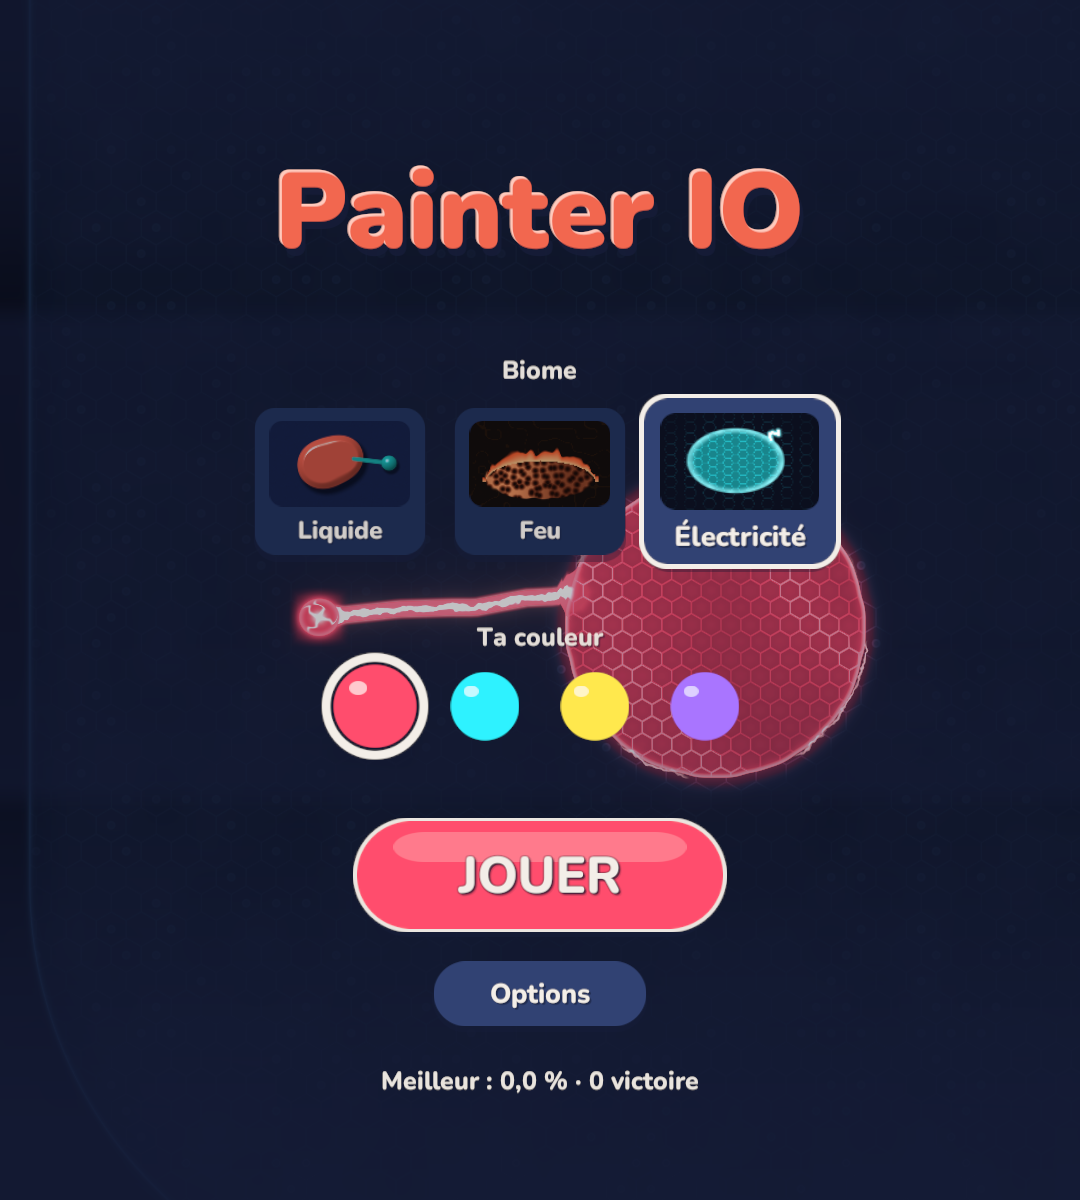 Painter IO
Biome
Liquide
Feu
Électricité
Ta couleur
JOUER
Options
Meilleur : 0,0 % · 0 victoire